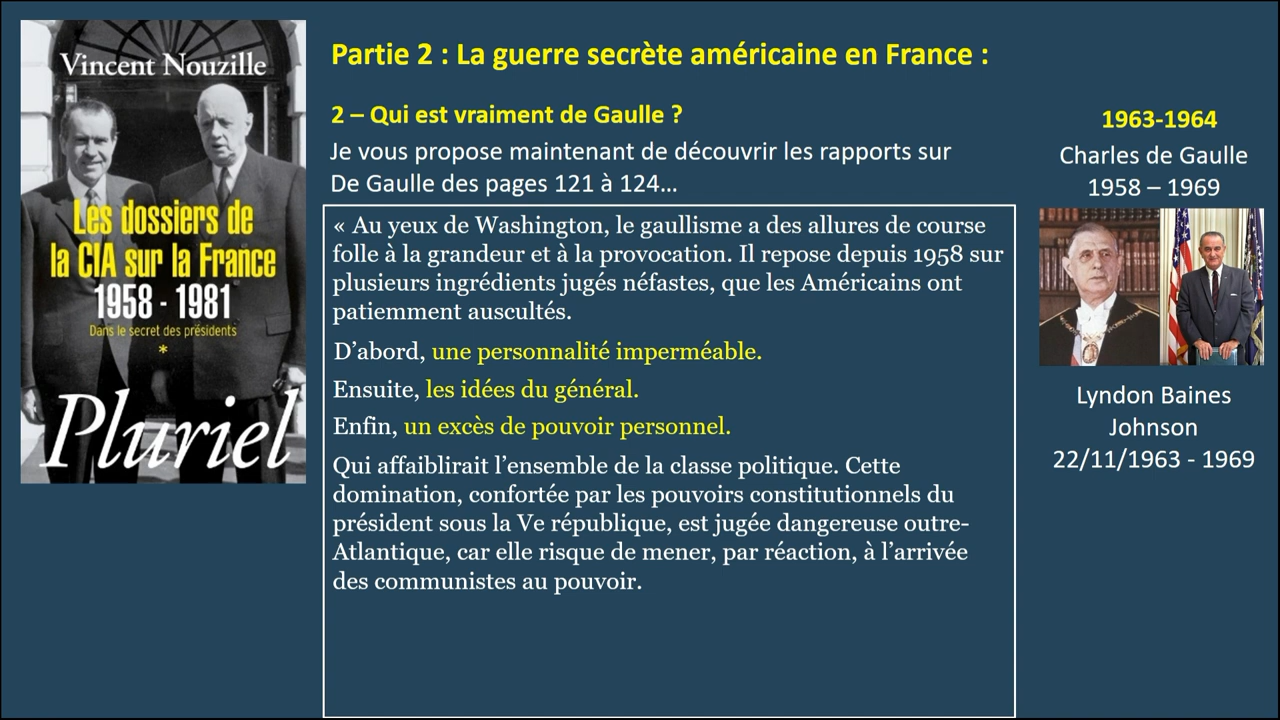 Vincent Nouzille
Les dossiers de
la CIA sur la France
1958 - 1981
Dans le secret des présidents
*
Pluriel
Partie 2 : La guerre secrète américaine en France :
2 – Qui est vraiment de Gaulle ?
Je vous propose maintenant de découvrir les rapports sur
De Gaulle des pages 121 à 124…
« Au yeux de Washington, le gaullisme a des allures de course
folle à la grandeur et à la provocation. Il repose depuis 1958 sur
plusieurs ingrédients jugés néfastes, que les Américains ont
patiemment auscultés.
D’abord, une personnalité imperméable.
Ensuite, les idées du général.
Enfin, un excès de pouvoir personnel.
Qui affaiblirait l’ensemble de la classe politique. Cette
domination, confortée par les pouvoirs constitutionnels du
président sous la Ve république, est jugée dangereuse outre-
Atlantique, car elle risque de mener, par réaction, à l’arrivée
des communistes au pouvoir.
1963-1964
Charles de Gaulle
1958 – 1969
Lyndon Baines
Johnson
22/11/1963 - 1969